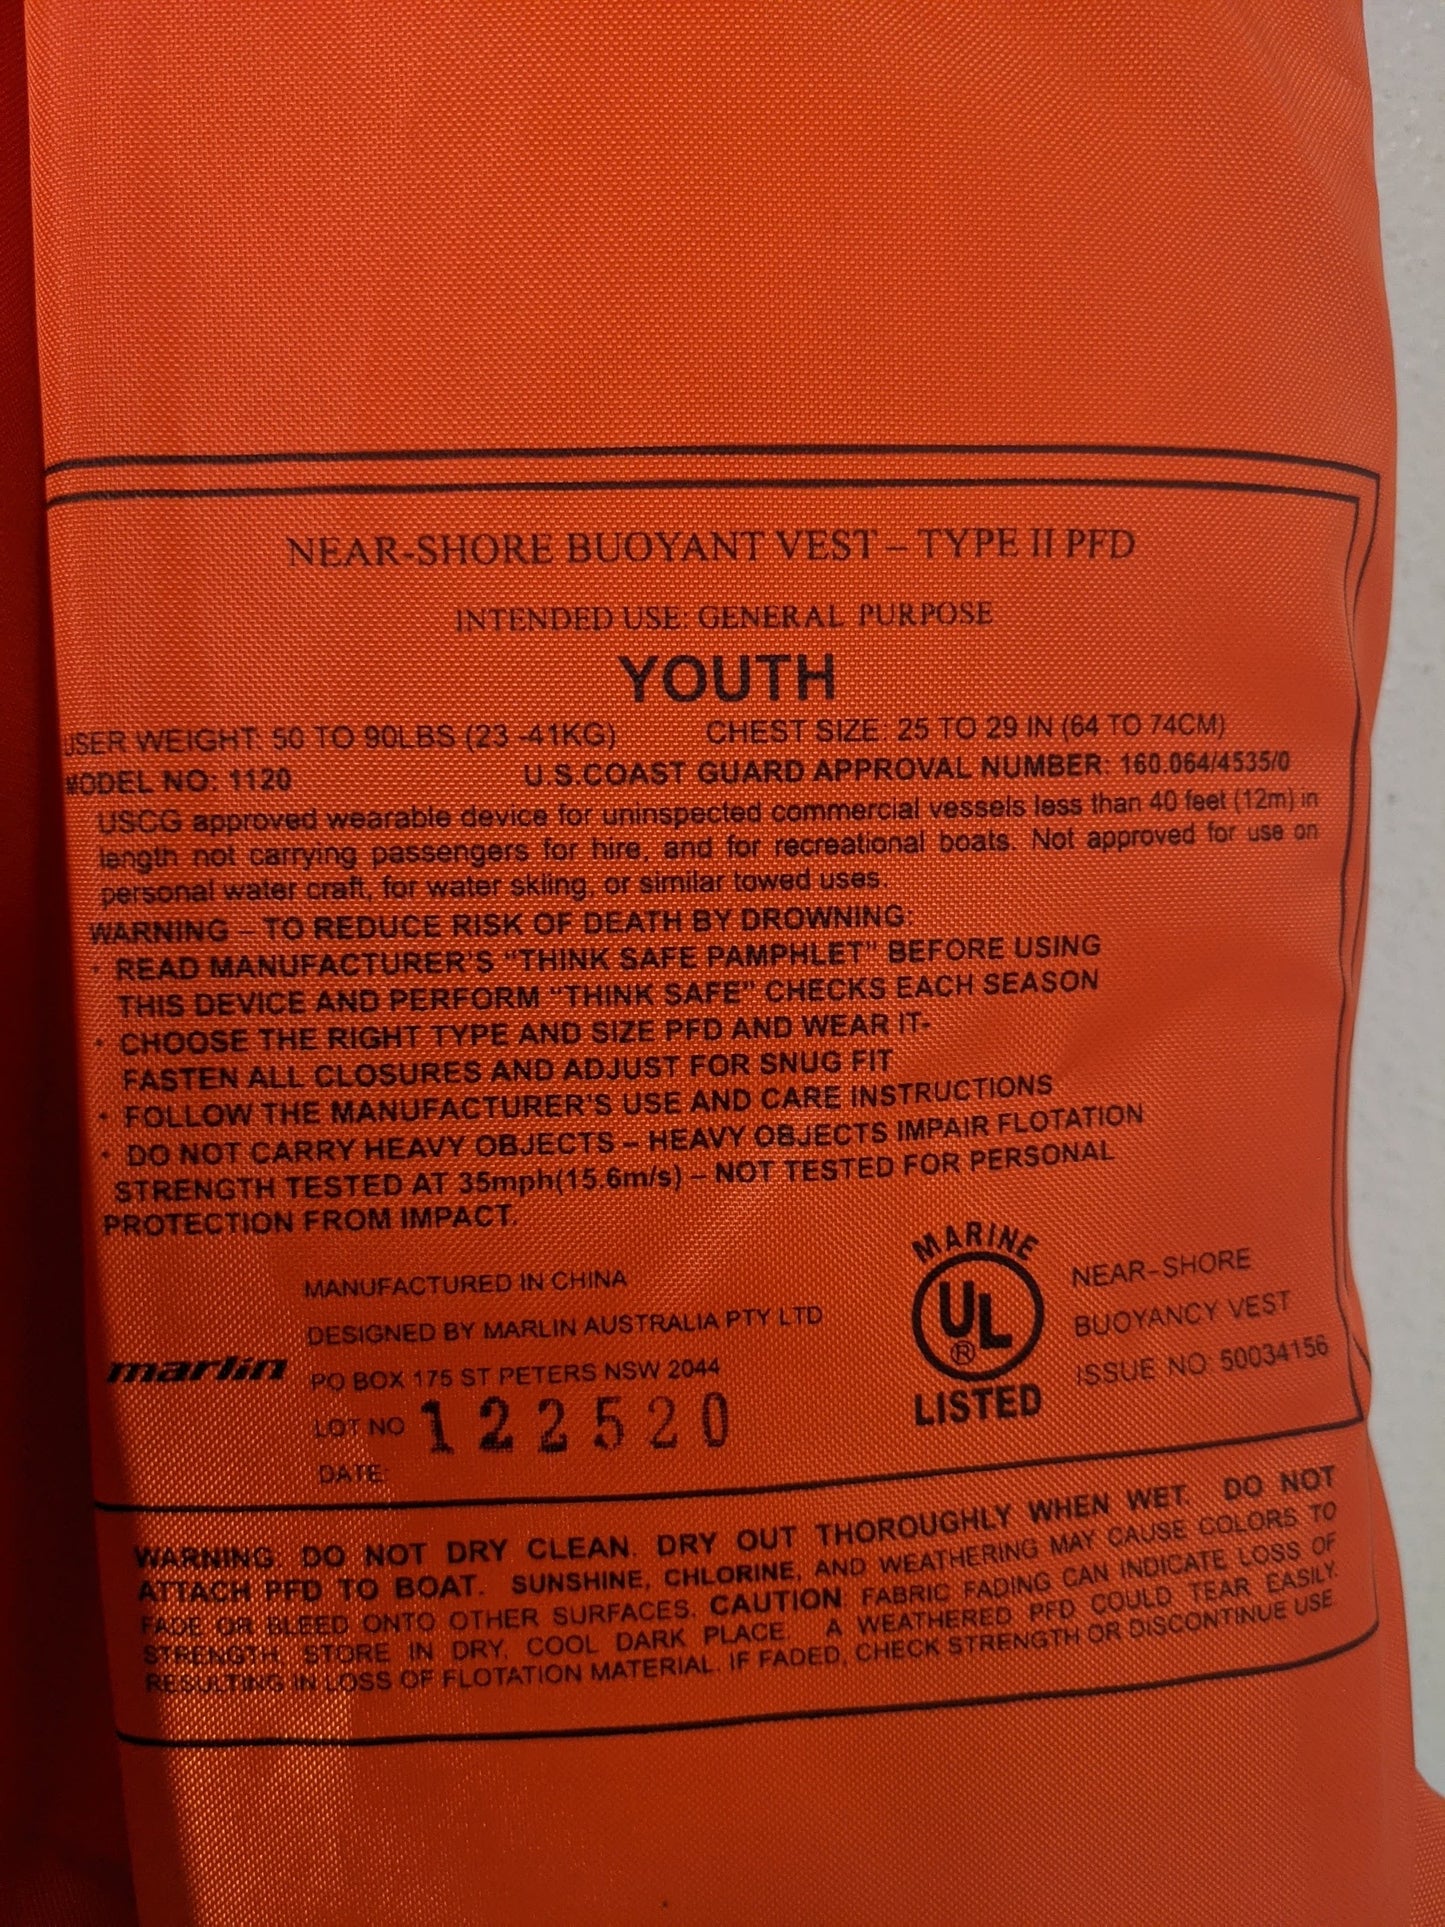 NEAR-SHORE BUOYANT VEST – TYPE II PFD
INTENDED USE: GENERAL PURPOSE
YOUTH
USER WEIGHT: 50 TO 90LBS (23 -41KG) CHEST SIZE: 25 TO 29 IN (64 TO 74CM)
MODEL NO: 1120 U.S.COAST GUARD APPROVAL NUMBER: 160.064/4535/0
USCG approved wearable device for uninspected commercial vessels less than 40 feet (12m) in
length not carrying passengers for hire, and for recreational boats. Not approved for use on
personal water craft, for water skiing, or similar towed uses.
WARNING – TO REDUCE RISK OF DEATH BY DROWNING:
• READ MANUFACTURER'S "THINK SAFE PAMPHLET" BEFORE USING
THIS DEVICE AND PERFORM "THINK SAFE" CHECKS EACH SEASON
• CHOOSE THE RIGHT TYPE AND SIZE PFD AND WEAR IT-
FASTEN ALL CLOSURES AND ADJUST FOR SNUG FIT
• FOLLOW THE MANUFACTURER'S USE AND CARE INSTRUCTIONS
• DO NOT CARRY HEAVY OBJECTS – HEAVY OBJECTS IMPAIR FLOTATION
STRENGTH TESTED AT 35mph(15.6m/s) – NOT TESTED FOR PERSONAL
PROTECTION FROM IMPACT.
MANUFACTURED IN CHINA
DESIGNED BY MARLIN AUSTRALIA PTY LTD
marlin PO BOX 175 ST PETERS NSW 2044
LOT NO 122520
DATE:
MARINE
UL
®
LISTED
NEAR-SHORE
BUOYANCY VEST
ISSUE NO: 50034156
WARNING: DO NOT DRY CLEAN. DRY OUT THOROUGHLY WHEN WET. DO NOT
ATTACH PFD TO BOAT. SUNSHINE, CHLORINE, AND WEATHERING MAY CAUSE COLORS TO
FADE OR BLEED ONTO OTHER SURFACES. CAUTION FABRIC FADING CAN INDICATE LOSS OF
STRENGTH. STORE IN DRY, COOL DARK PLACE. A WEATHERED PFD COULD TEAR EASILY.
RESULTING IN LOSS OF FLOTATION MATERIAL. IF FADED, CHECK STRENGTH OR DISCONTINUE USE.